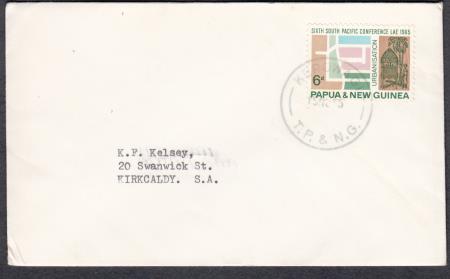 SIXTH SOUTH PACIFIC CONFERENCE LAE 1965
URBANISATION
6d
PAPUA & NEW GUINEA
T.P. & N.G.
K.F. Kelsey,
20 Swanwick St.
KIRKCALDY. S.A.